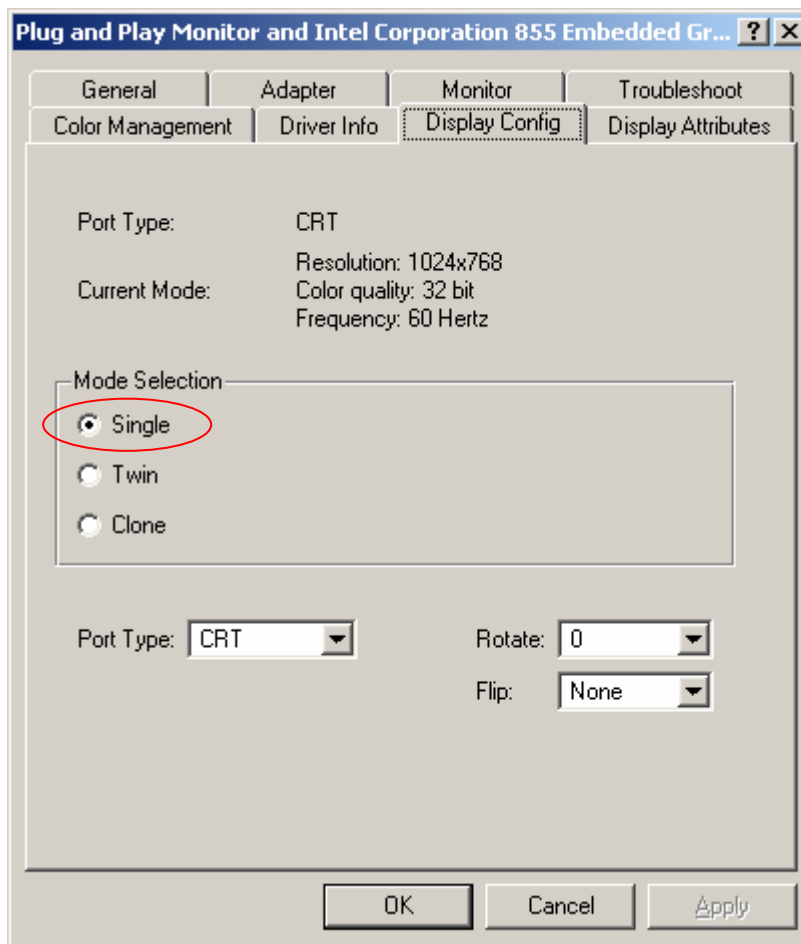 Plug and Play Monitor and Intel Corporation 855 Embedded Gr...
General Adapter Monitor Troubleshoot
Color Management Driver Info Display Config Display Attributes
Port Type: CRT
Current Mode: Resolution: 1024x768
Color quality: 32 bit
Frequency: 60 Hertz
Mode Selection
Single
Twin
Clone
Port Type: CRT Rotate: 0
Flip: None
OK Cancel Apply